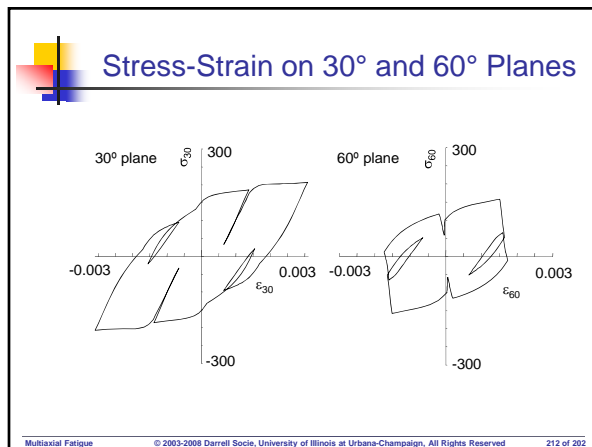 Stress-Strain on 30° and 60° Planes
30º plane
σ30
300
-0.003
0.003
ε30
-300
60º plane
σ60
300
-0.003
0.003
ε60
-300
Multiaxial Fatigue © 2003-2008 Darrell Socie, University of Illinois at Urbana-Champaign, All Rights Reserved 212 of 202